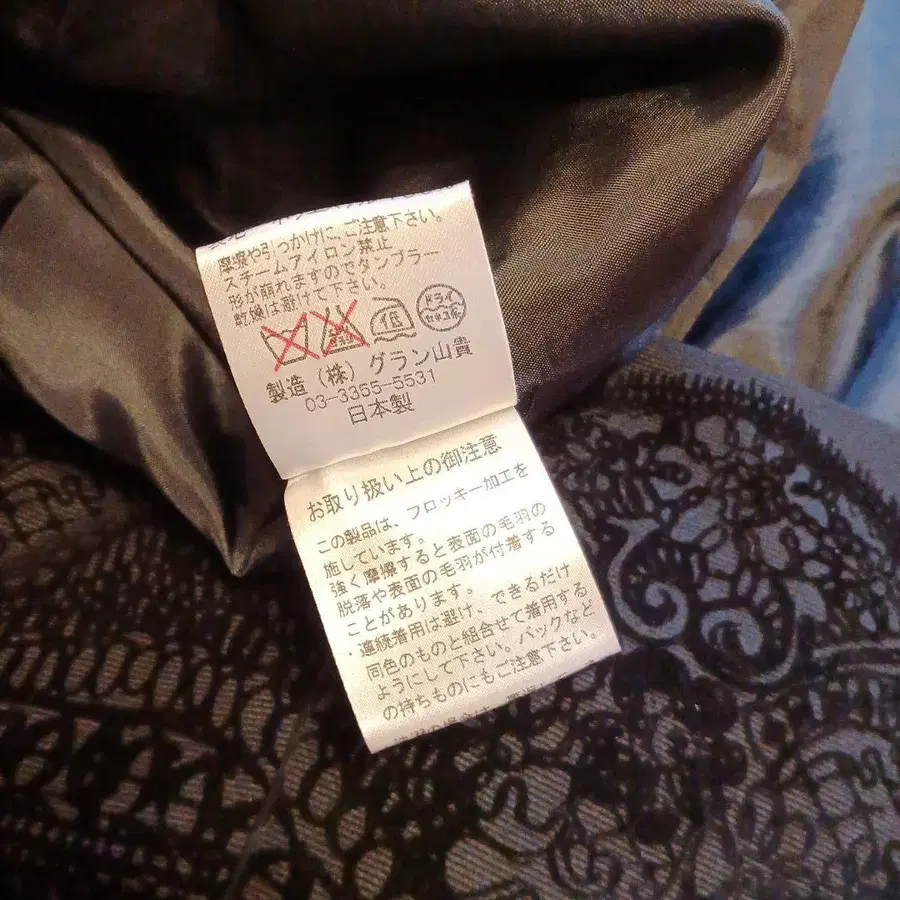 摩擦や引っかけに、ご注意下さい。
スチームアイロン禁止
形が崩れますのでタンブラー
乾燥は避けて下さい。
低 ドライ
製造（株）グラン山貴
03-3355-5531
日本製
お取り扱い上の御注意
この製品は、フロッキー加工を
施しています。
強く摩擦すると表面の毛羽の
脱落や表面の毛羽が付着する
ことがあります。
・連続着用は避け、できるだけ
同色のものと組合せて着用する
ようにして下さい。バックなど
の持ちものにもご注意下さい。